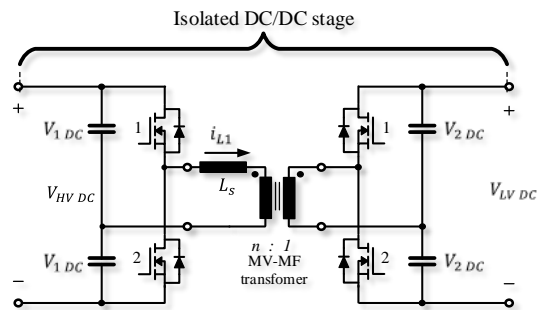 Isolated DC/DC stage
+ +
V1 DC 1 iL1 1 V2 DC
Ls
VHV DC VLV DC
n : 1
MV-MF
transfomer
V1 DC 2 2 V2 DC
− −